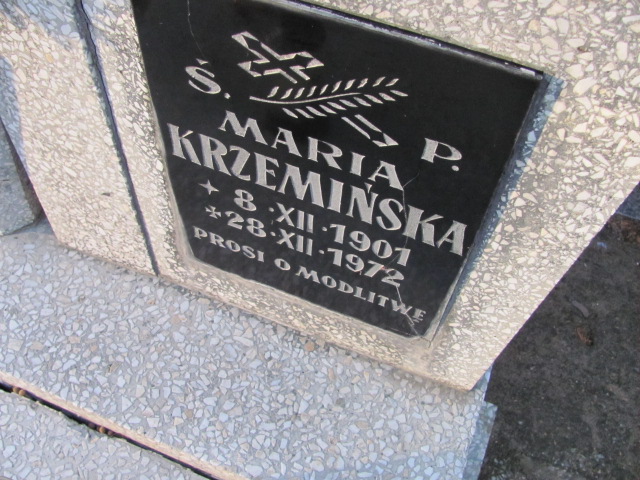 Ś. P.
MARIA
KRZEMIŃSKA
8·XII·1901
28·XII·1972
PROSI O MODLITWĘ